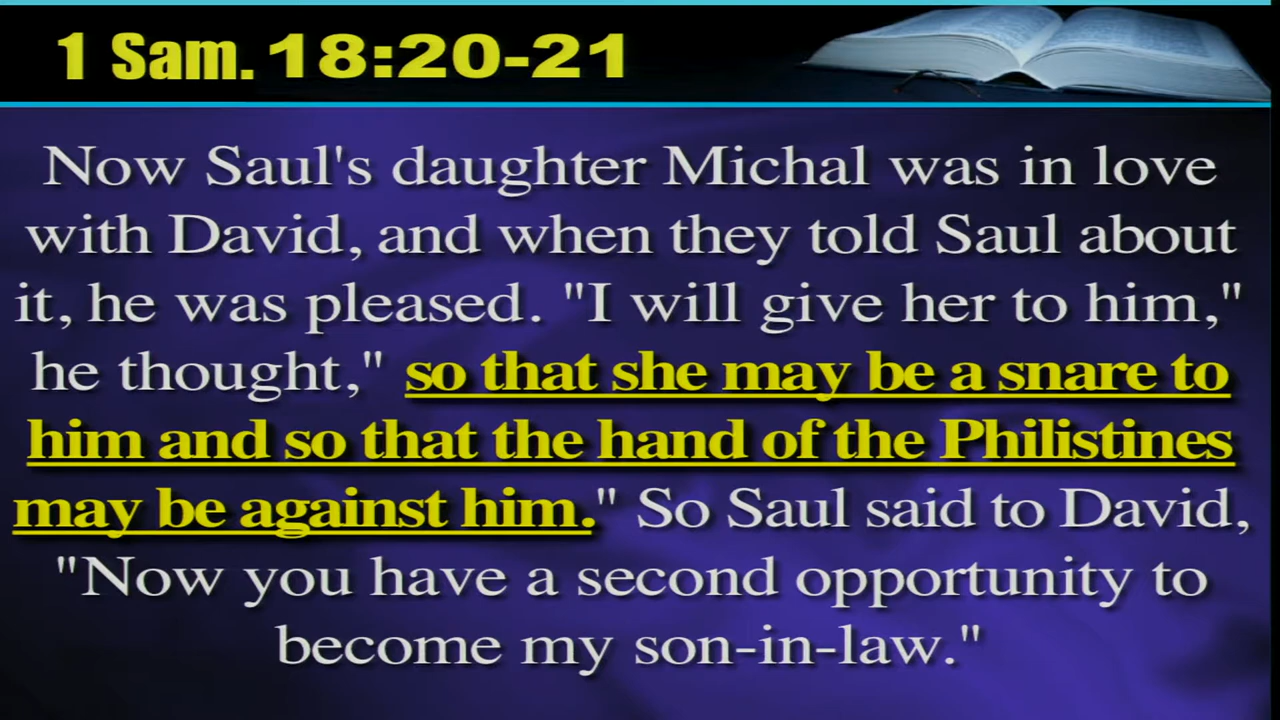 1 Sam. 18:20-21
Now Saul's daughter Michal was in love
with David, and when they told Saul about
it, he was pleased. "I will give her to him,"
he thought," so that she may be a snare to
him and so that the hand of the Philistines
may be against him." So Saul said to David,
"Now you have a second opportunity to
become my son-in-law."